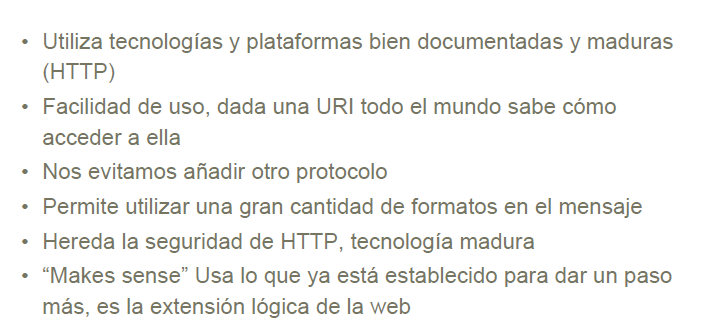 • Utiliza tecnologías y plataformas bien documentadas y maduras
(HTTP)
• Facilidad de uso, dada una URI todo el mundo sabe cómo
acceder a ella
• Nos evitamos añadir otro protocolo
• Permite utilizar una gran cantidad de formatos en el mensaje
• Hereda la seguridad de HTTP, tecnología madura
• “Makes sense” Usa lo que ya está establecido para dar un paso
más, es la extensión lógica de la web